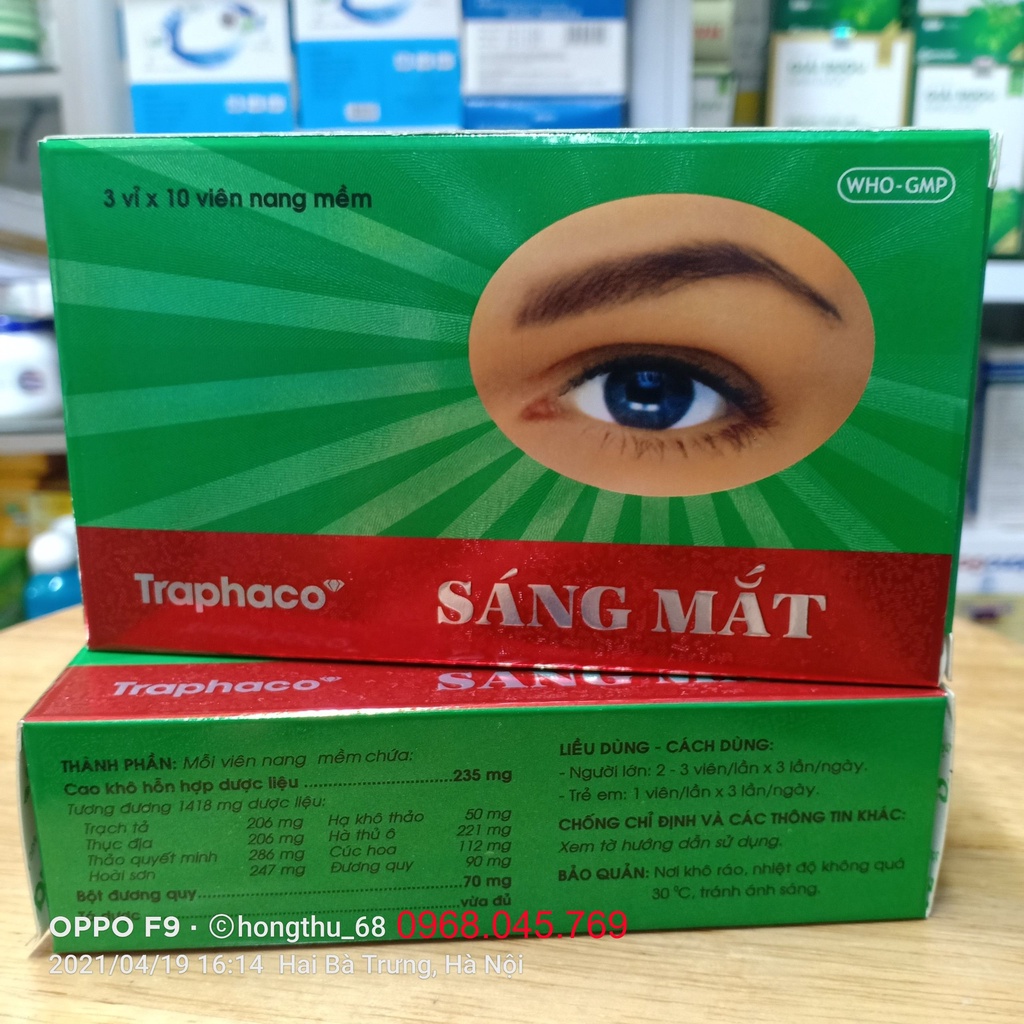 3 vỉ x 10 viên nang mềm
WHO-GMP
Traphaco
SÁNG MẮT
Traphaco
SÁNG
THÀNH PHẦN: Mỗi viên nang mềm chứa:
Cao khô hỗn hợp dược liệu ........................235 mg
Tương đương 1418 mg dược liệu:
Trạch tả 206 mg Hạ khô thảo 50 mg
Thục địa 206 mg Hà thủ ô 221 mg
Thảo quyết minh 286 mg Cúc hoa 112 mg
Hoài sơn 247 mg Đương quy 90 mg
Bột đương quy........................................70 mg
Tá dược........................................vừa đủ
LIỀU DÙNG - CÁCH DÙNG:
- Người lớn: 2 - 3 viên/lần x 3 lần/ngày.
- Trẻ em: 1 viên/lần x 3 lần/ngày.
CHỐNG CHỈ ĐỊNH VÀ CÁC THÔNG TIN KHÁC:
Xem tờ hướng dẫn sử dụng.
BẢO QUẢN: Nơi khô ráo, nhiệt độ không quá
30 °C, tránh ánh sáng.
OPPO F9 · ©hongthu_68 0968.045.769
2021/04/19 16:14 Hai Bà Trưng, Hà Nội